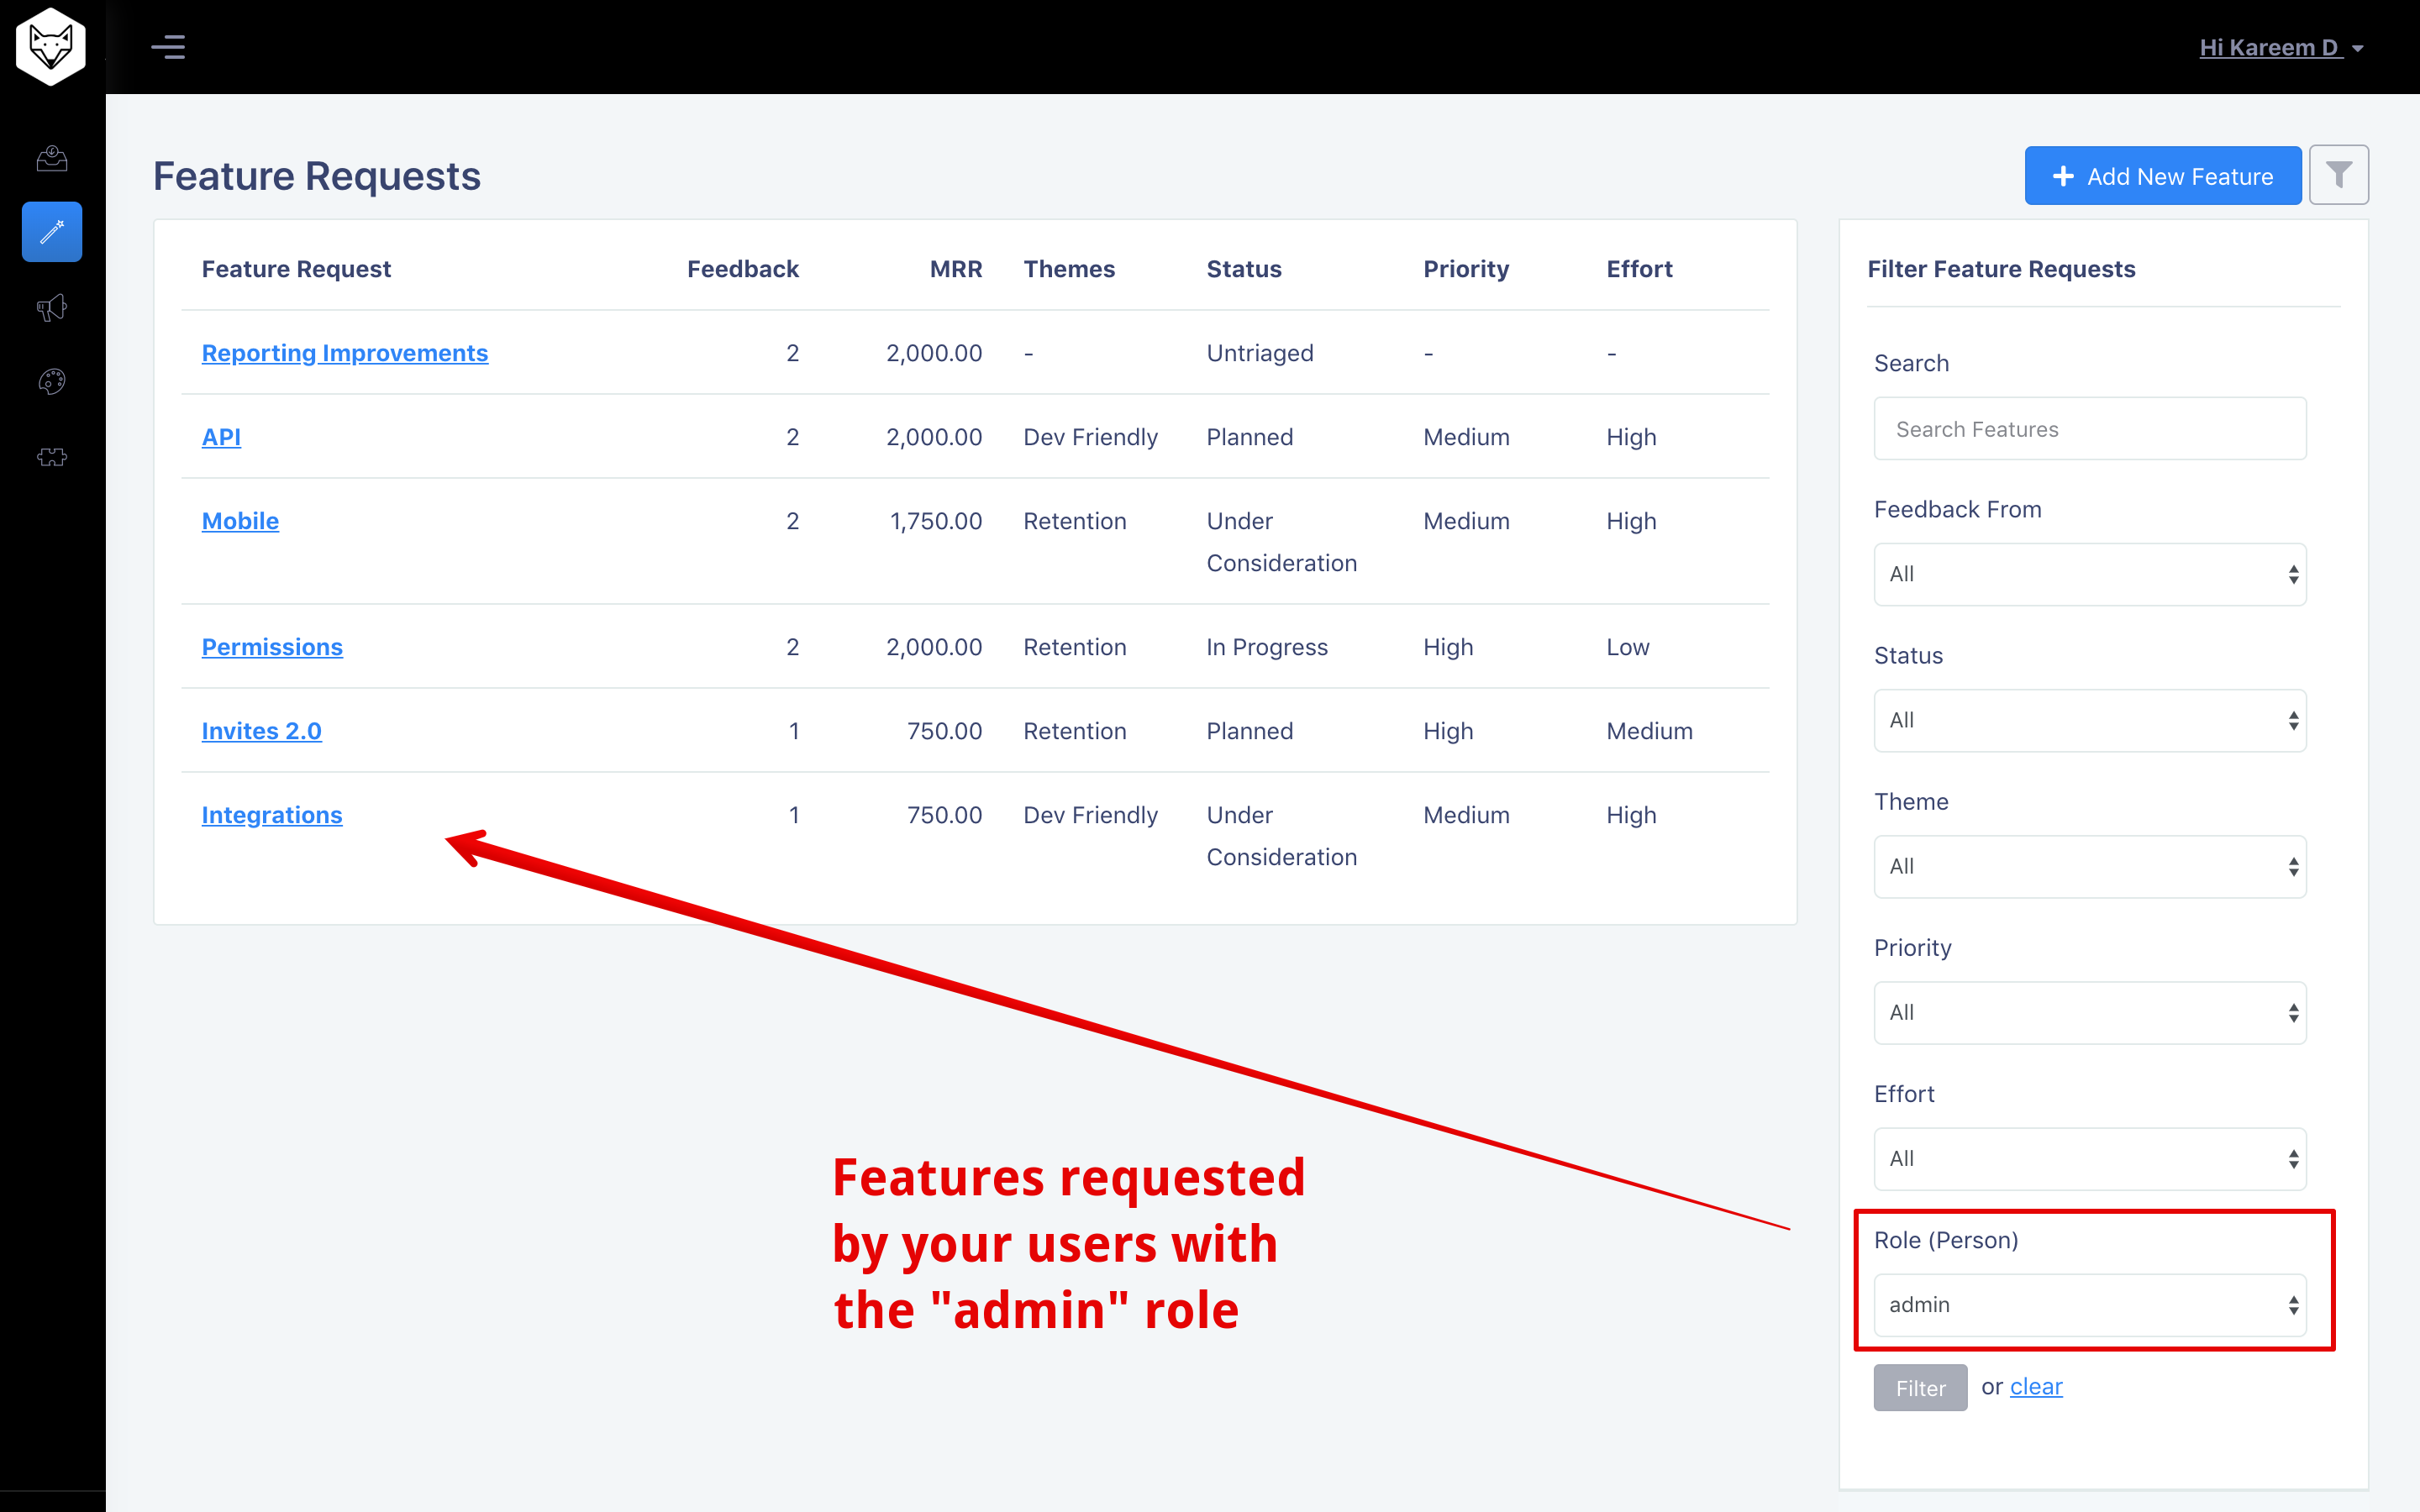 Hi Kareem D
Feature Requests
+ Add New Feature
Feature Request Feedback MRR Themes Status Priority Effort
Reporting Improvements 2 2,000.00 - Untriaged - -
API 2 2,000.00 Dev Friendly Planned Medium High
Mobile 2 1,750.00 Retention Under Medium High
Consideration
Permissions 2 2,000.00 Retention In Progress High Low
Invites 2.0 1 750.00 Retention Planned High Medium
Integrations 1 750.00 Dev Friendly Under Medium High
Consideration
Features requested
by your users with
the "admin" role
Filter Feature Requests
Search
Search Features
Feedback From
All
Status
All
Theme
All
Priority
All
Effort
All
Role (Person)
admin
Filter or clear